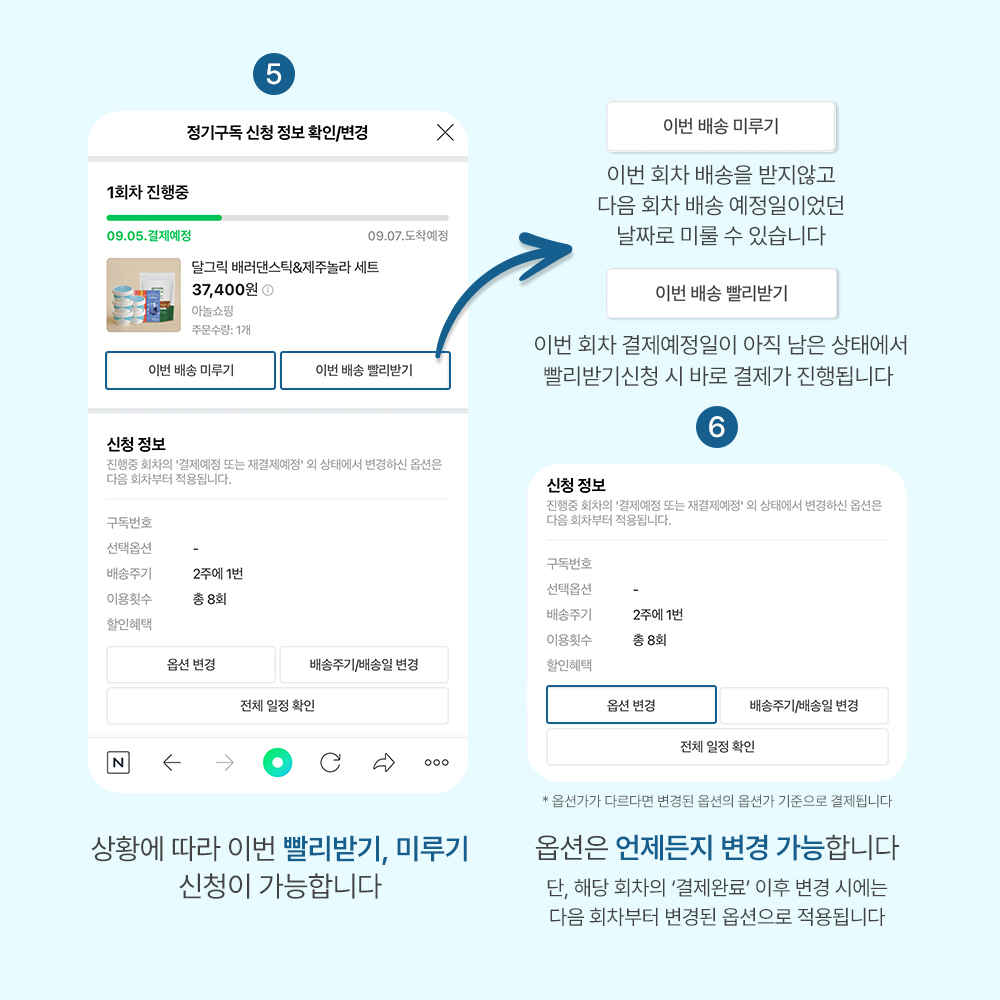 5
정기구독 신청 정보 확인/변경
1회차 진행중
09.05.결제예정
09.07.도착예정
달그릭 배러댄스틱&제주놀라 세트
37,400원
아놀쇼핑
주문수량: 1개
이번 배송 미루기
이번 배송 빨리받기
신청 정보
진행중 회차의 '결제예정 또는 재결제예정' 외 상태에서 변경하신 옵션은
다음 회차부터 적용됩니다.
구독번호
선택옵션 -
배송주기 2주에 1번
이용횟수 총 8회
할인혜택
옵션 변경
배송주기/배송일 변경
전체 일정 확인
N
상황에 따라 이번 빨리받기, 미루기
신청이 가능합니다
이번 배송 미루기
이번 회차 배송을 받지않고
다음 회차 배송 예정일이었던
날짜로 미룰 수 있습니다
이번 배송 빨리받기
이번 회차 결제예정일이 아직 남은 상태에서
빨리받기신청 시 바로 결제가 진행됩니다
6
신청 정보
진행중 회차의 '결제예정 또는 재결제예정' 외 상태에서 변경하신 옵션은
다음 회차부터 적용됩니다.
구독번호
선택옵션 -
배송주기 2주에 1번
이용횟수 총 8회
할인혜택
옵션 변경
배송주기/배송일 변경
전체 일정 확인
* 옵션가가 다르다면 변경된 옵션의 옵션가 기준으로 결제됩니다
옵션은 언제든지 변경 가능합니다
단, 해당 회차의 ‘결제완료’ 이후 변경 시에는
다음 회차부터 변경된 옵션으로 적용됩니다